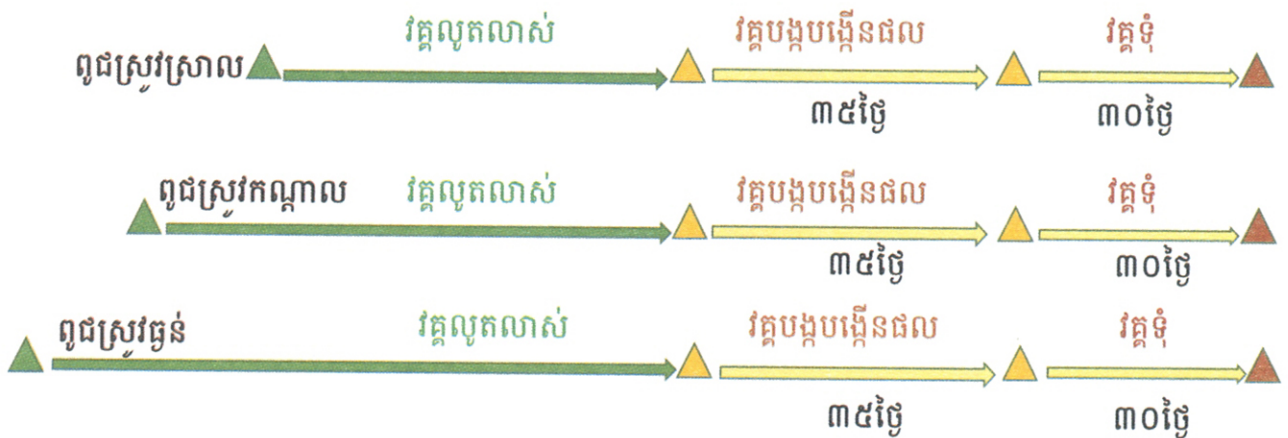 វគ្គលូតលាស់ វគ្គបង្កបង្កើនផល វគ្គទុំ
ពូជស្រូវស្រាល
៣៥ថ្ងៃ ៣០ថ្ងៃ
ពូជស្រូវកណ្ដាល វគ្គលូតលាស់ វគ្គបង្កបង្កើនផល វគ្គទុំ
៣៥ថ្ងៃ ៣០ថ្ងៃ
ពូជស្រូវធ្ងន់ វគ្គលូតលាស់ វគ្គបង្កបង្កើនផល វគ្គទុំ
៣៥ថ្ងៃ ៣០ថ្ងៃ